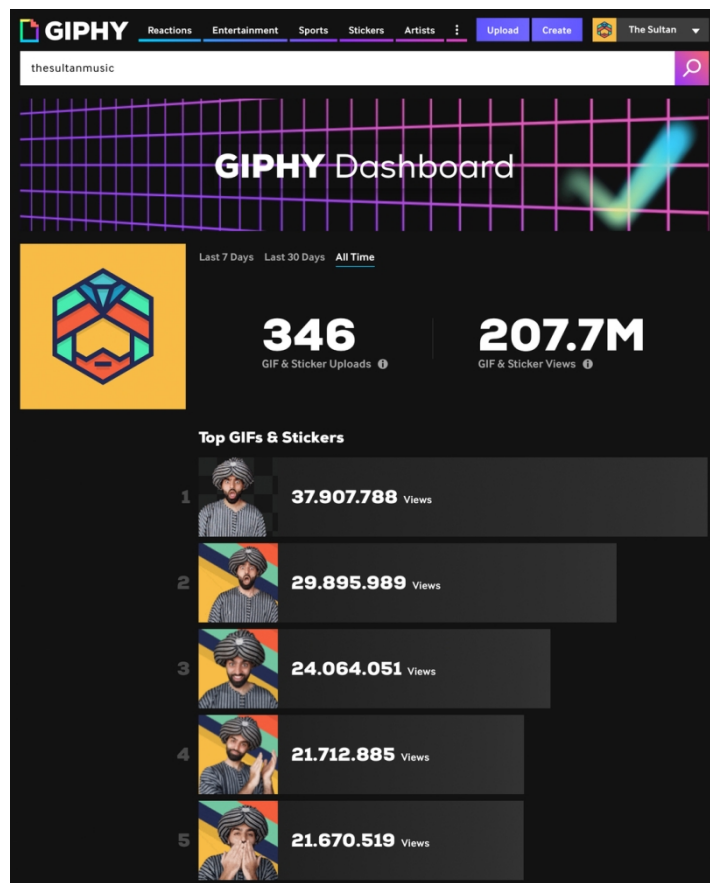 GIPHY Reactions Entertainment Sports Stickers Artists Upload Create The Sultan
thesultanmusic
GIPHY Dashboard
Last 7 Days Last 30 Days All Time
346 207.7M
GIF & Sticker Uploads GIF & Sticker Views
Top GIFs & Stickers
1 37.907.788 Views
2 29.895.989 Views
3 24.064.051 Views
4 21.712.885 Views
5 21.670.519 Views